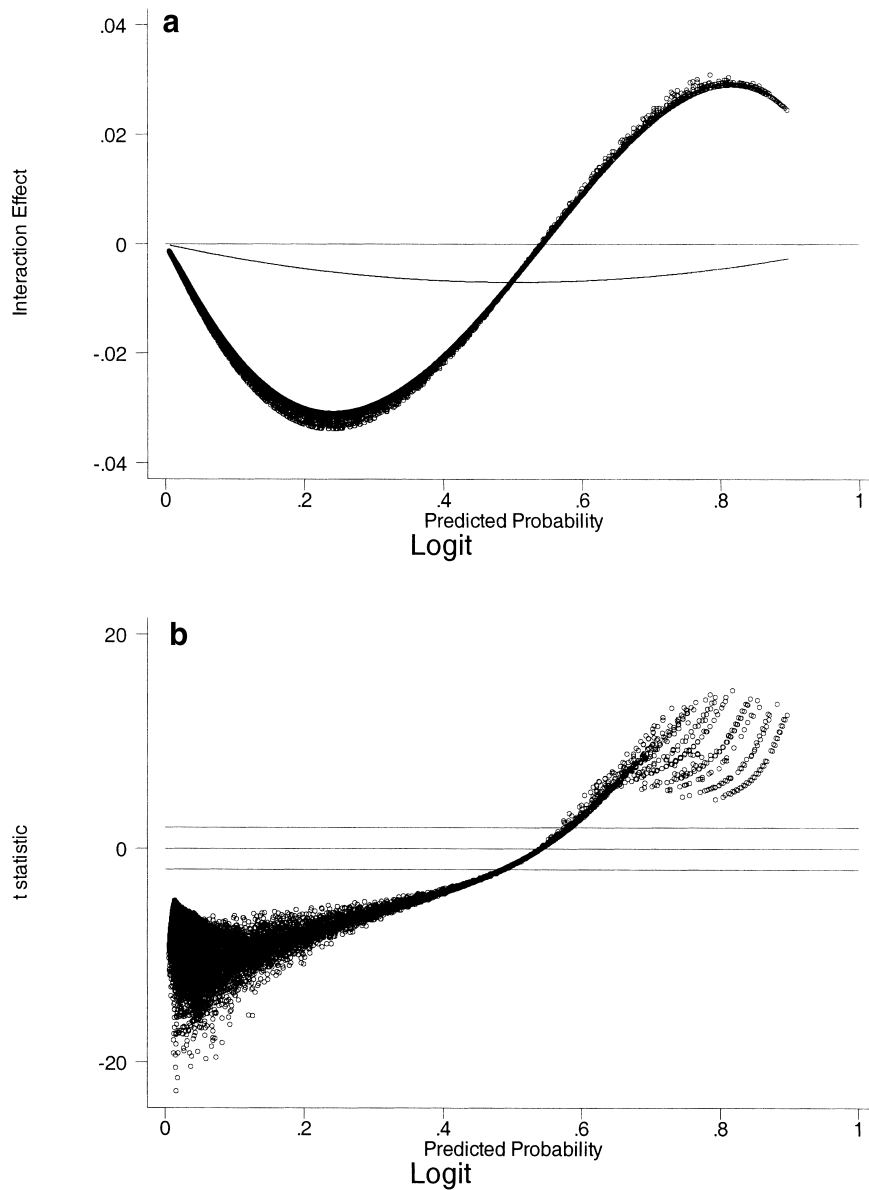 a
.04
.02
0
-.02
-.04
Interaction Effect
0 .2 .4 .6 .8 1
Predicted Probability
Logit
b
20
0
-20
t statistic
0 .2 .4 .6 .8 1
Predicted Probability
Logit